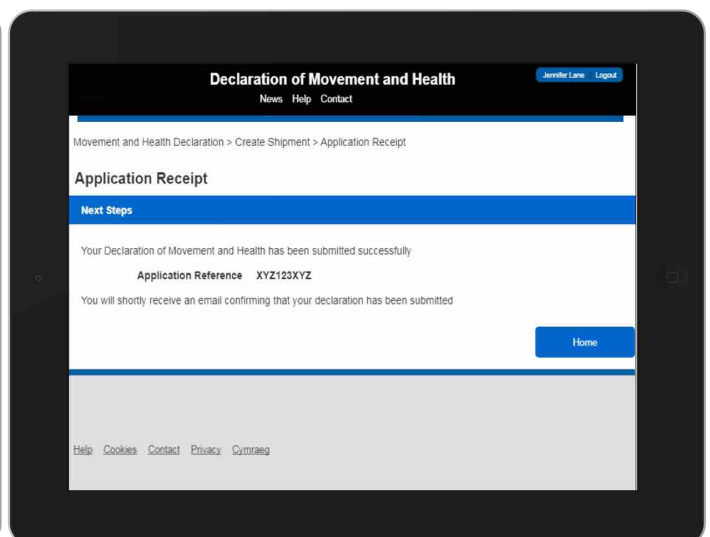 Declaration of Movement and Health
Jennifer Lane Logout
News Help Contact
Movement and Health Declaration > Create Shipment > Application Receipt
Application Receipt
Next Steps
Your Declaration of Movement and Health has been submitted successfully
Application Reference XYZ123XYZ
You will shortly receive an email confirming that your declaration has been submitted
Home
Help Cookies Contact Privacy Cymraeg